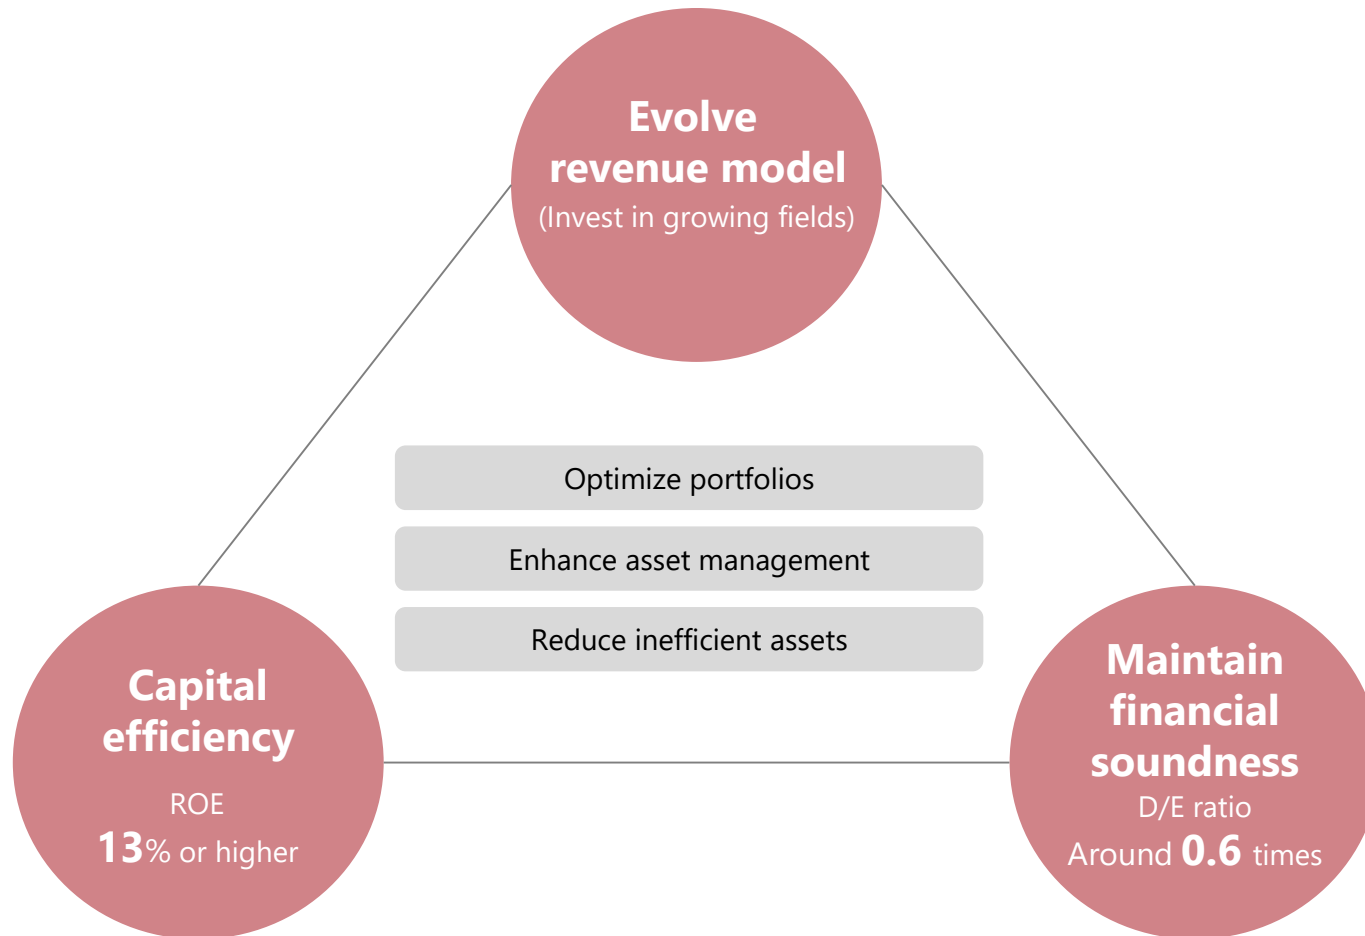 Evolve
revenue model
(Invest in growing fields)
Optimize portfolios
Enhance asset management
Reduce inefficient assets
Capital
efficiency
ROE
13% or higher
Maintain
financial
soundness
D/E ratio
Around 0.6 times